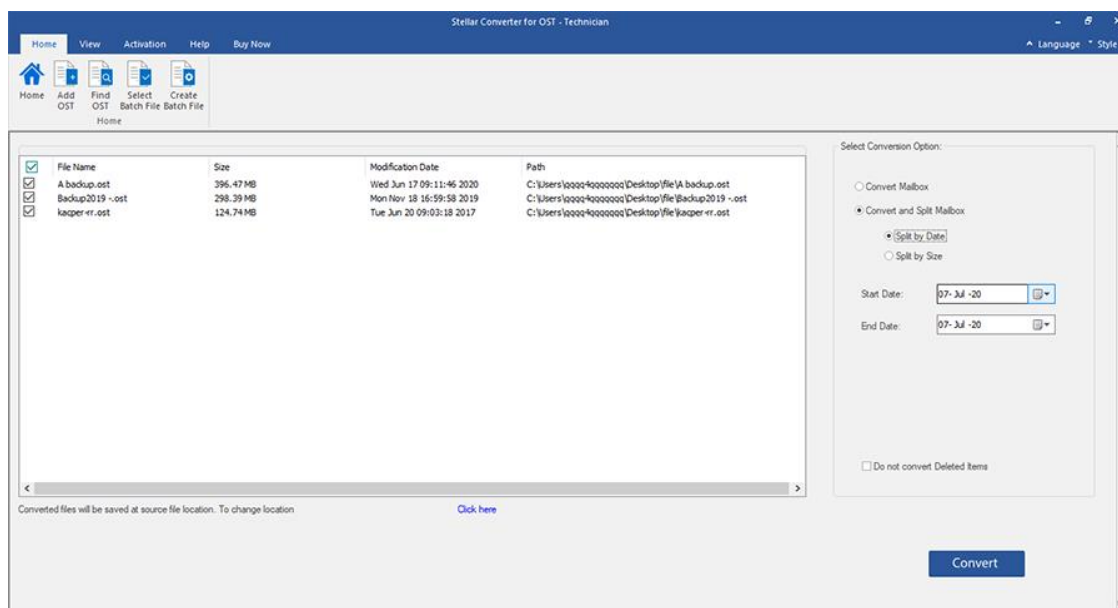 Stellar Converter for OST - Technician
Home View Activation Help Buy Now
Language Style
Home Add OST Find OST Select Batch File Create Batch File
Home
File Name Size Modification Date Path
A backup.ost 396.47 MB Wed Jun 17 09:11:46 2020 C:\Users\qqqq4qqqqqqq\Desktop\file\A backup.ost
Backup2019 -.ost 298.39 MB Mon Nov 18 16:59:58 2019 C:\Users\qqqq4qqqqqqq\Desktop\file\Backup2019 -.ost
kacper-rr.ost 124.74 MB Tue Jun 20 09:03:18 2017 C:\Users\qqqq4qqqqqqq\Desktop\file\kacper-rr.ost
Select Conversion Option:
Convert Mailbox
Convert and Split Mailbox
Split by Date
Split by Size
Start Date: 07- Jul -20
End Date: 07- Jul -20
Do not convert Deleted Items
Converted files will be saved at source file location. To change location Click here
Convert